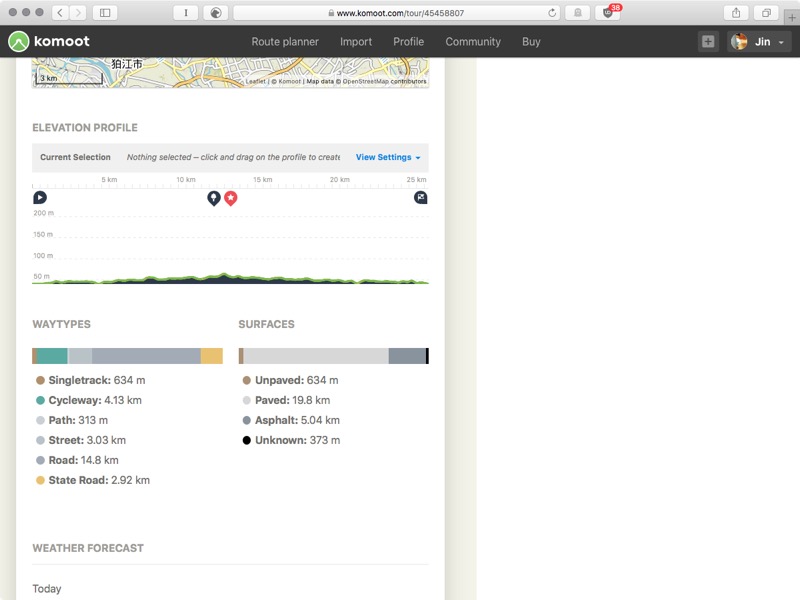 www.komoot.com/tour/45458807
38
komoot
Route planner
Import
Profile
Community
Buy
Jin
狛江市
3 km
Leaflet | © Komoot | Map data © OpenStreetMap contributors
ELEVATION PROFILE
Current Selection
Nothing selected – click and drag on the profile to create
View Settings
5 km
10 km
15 km
20 km
25 km
200 m
150 m
100 m
50 m
WAYTYPES
Singletrack: 634 m
Cycleway: 4.13 km
Path: 313 m
Street: 3.03 km
Road: 14.8 km
State Road: 2.92 km
SURFACES
Unpaved: 634 m
Paved: 19.8 km
Asphalt: 5.04 km
Unknown: 373 m
WEATHER FORECAST
Today